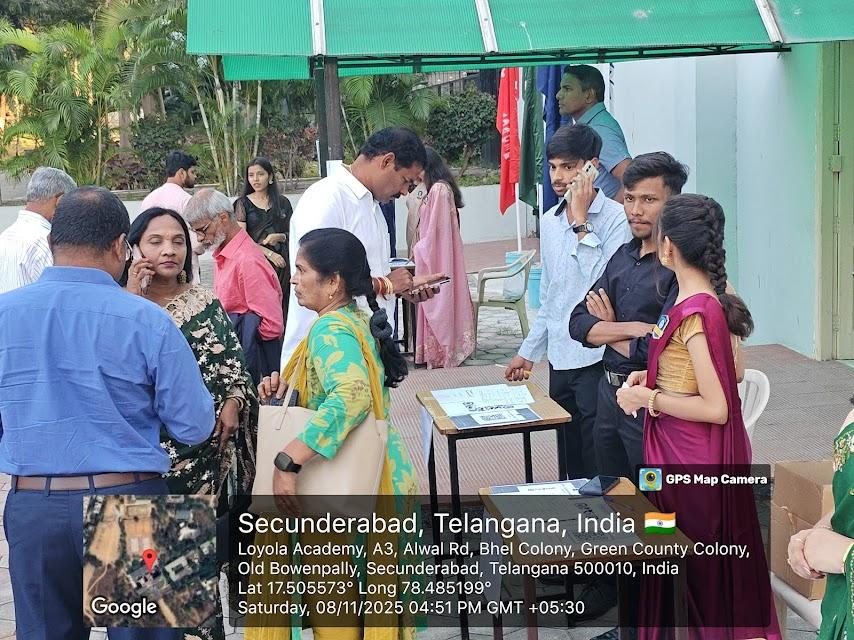 GPS Map Camera
Secunderabad, Telangana, India
Loyola Academy, A3, Alwal Rd, Bhel Colony, Green County Colony,
Old Bowenpally, Secunderabad, Telangana 500010, India
Lat 17.505573° Long 78.485199°
Saturday, 08/11/2025 04:51 PM GMT +05:30
Google